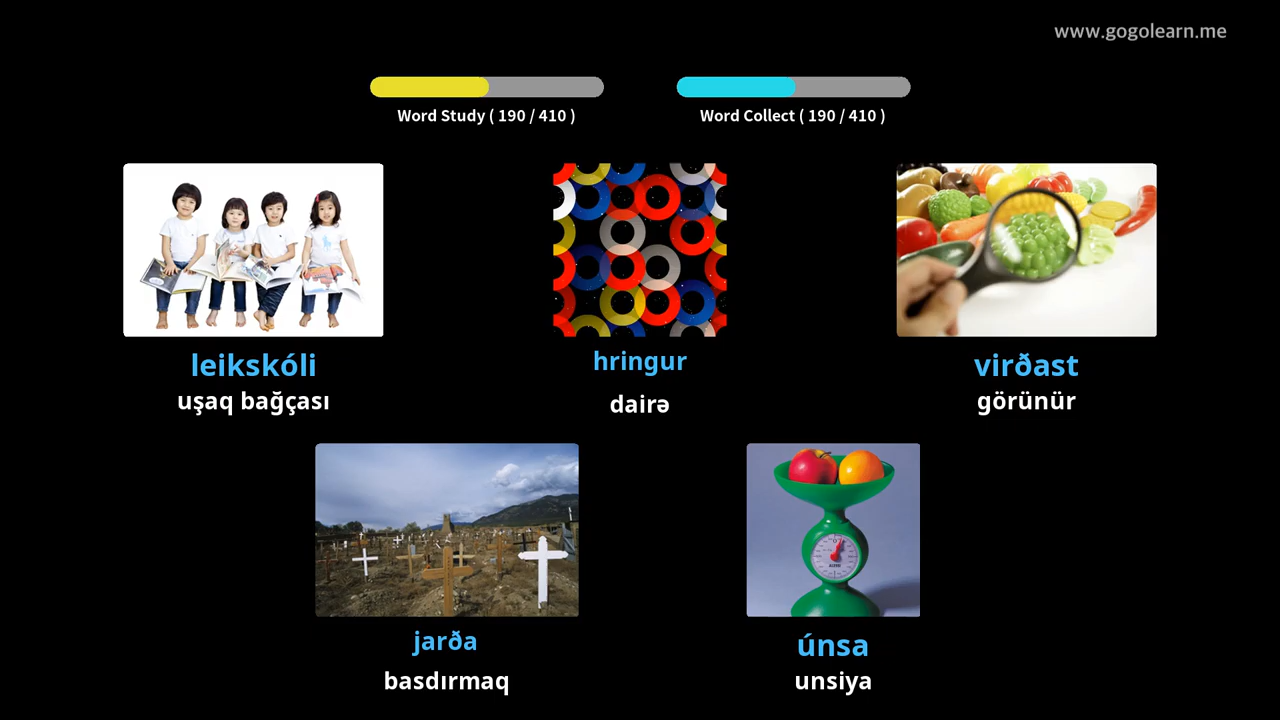 www.gogolearn.me
Word Study ( 190 / 410 )
Word Collect ( 190 / 410 )
leikskóli
uşaq bağçası
hringur
dairə
virðast
görünür
jarða
basdırmaq
únsa
unsiya